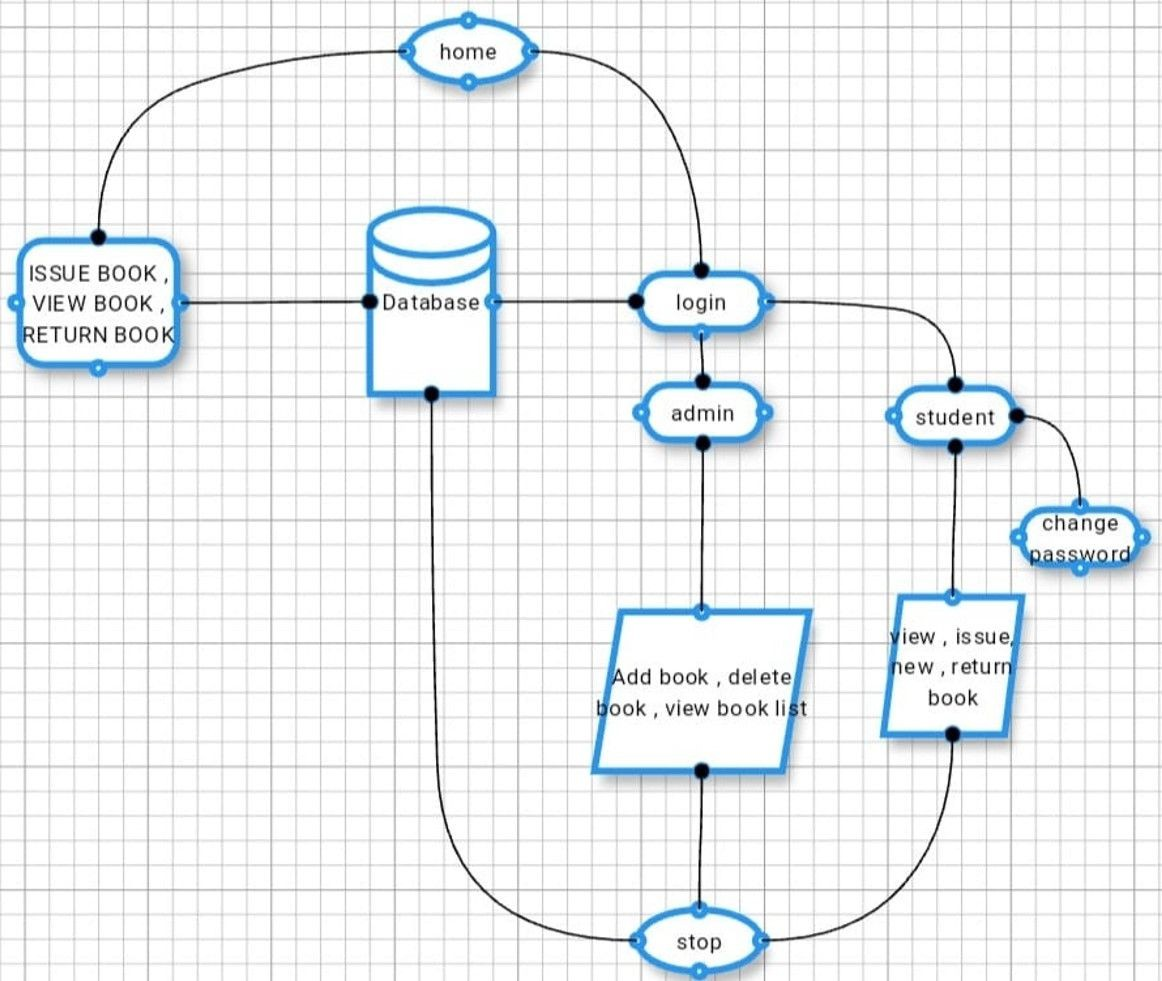 home
ISSUE BOOK ,
VIEW BOOK ,
RETURN BOOK
Database
login
admin
student
change
password
Add book , delete
book , view book list
view , issue,
new , return
book
stop